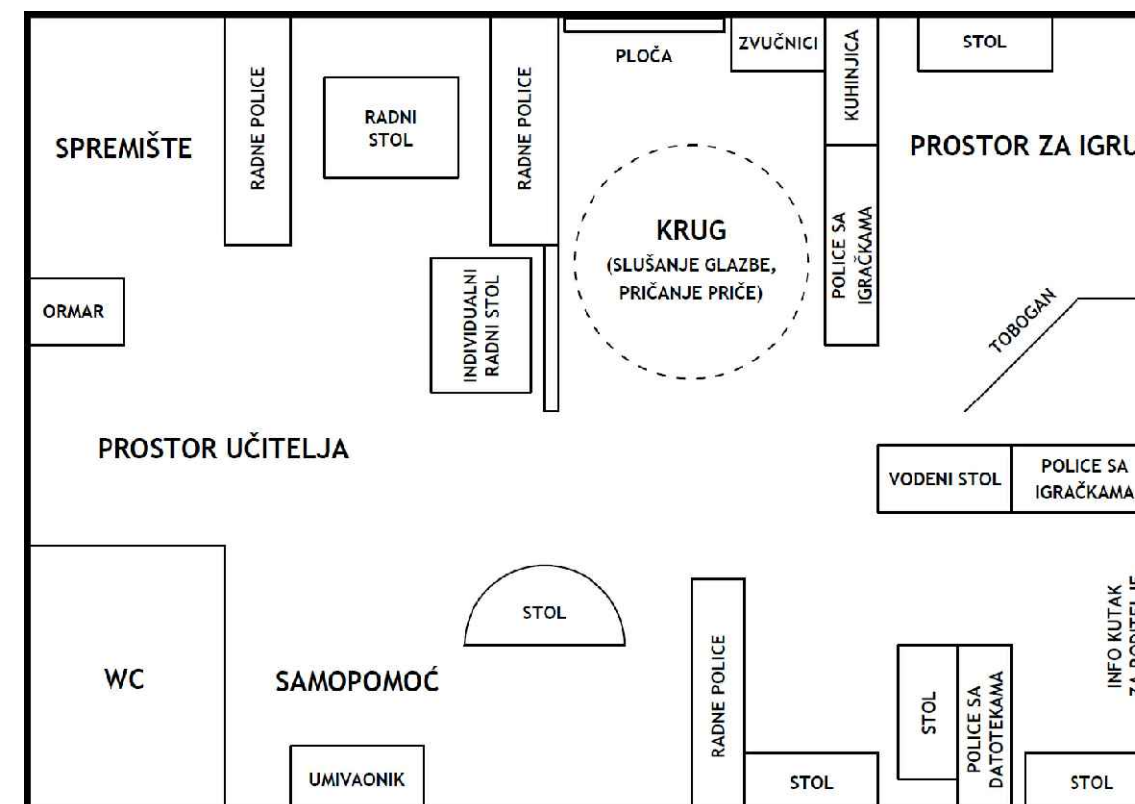 PLOČA
ZVUČNICI
KUHINJICA
STOL
RADNE POLICE
RADNI
STOL
RADNE POLICE
SPREMIŠTE
PROSTOR ZA IGRU
KRUG
(SLUŠANJE GLAZBE,
PRIČANJE PRIČE)
POLICE SA
IGRAČKAMA
ORMAR
INDIVIDUALNI
RADNI STOL
TOBOGAN
PROSTOR UČITELJA
VODENI STOL
POLICE SA
IGRAČKAMA
STOL
INFO KUTAK
ZA RODITELJE
WC
SAMOPOMOĆ
RADNE POLICE
STOL
POLICE SA
DATOTEKAMA
UMIVAONIK
STOL
STOL